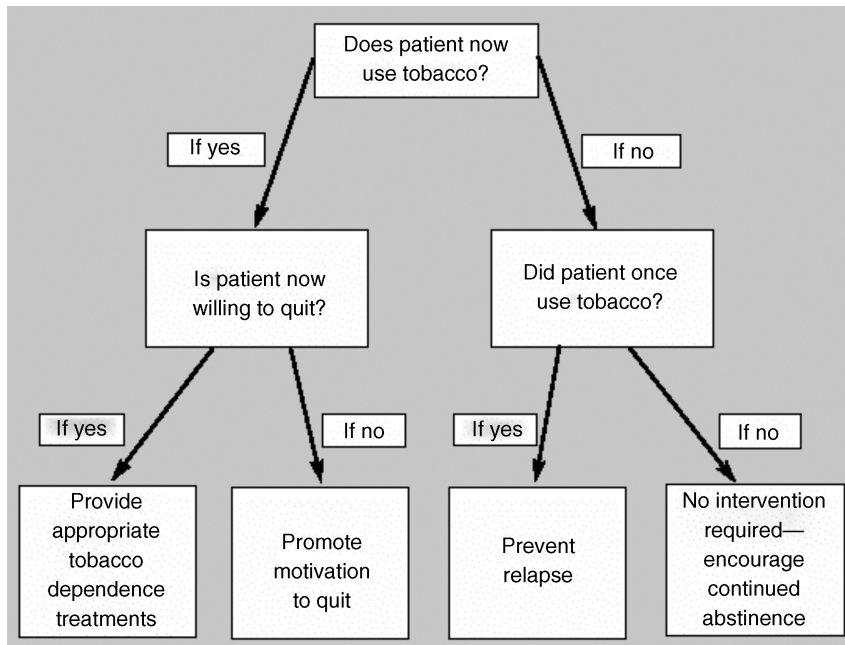 Does patient now
use tobacco?
If yes
If no
Is patient now
willing to quit?
Did patient once
use tobacco?
If yes
If no
If yes
If no
Provide
appropriate
tobacco
dependence
treatments
Promote
motivation
to quit
Prevent
relapse
No intervention
required—
encourage
continued
abstinence